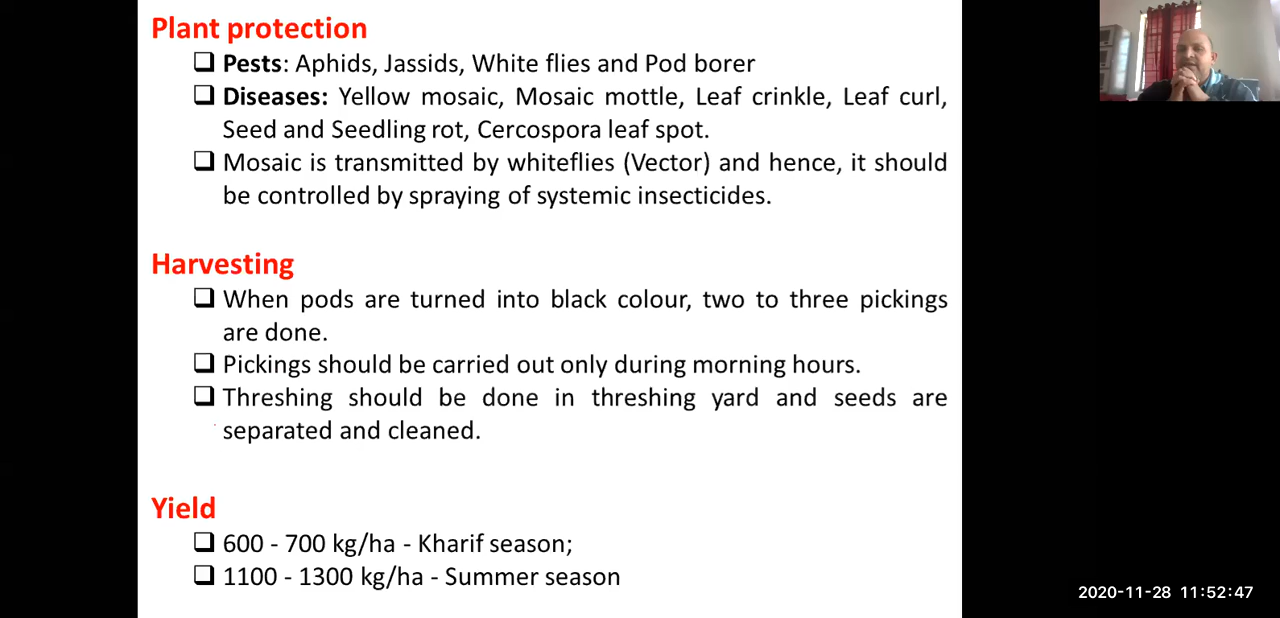 Plant protection
❑ Pests: Aphids, Jassids, White flies and Pod borer
❑ Diseases: Yellow mosaic, Mosaic mottle, Leaf crinkle, Leaf curl,
Seed and Seedling rot, Cercospora leaf spot.
❑ Mosaic is transmitted by whiteflies (Vector) and hence, it should
be controlled by spraying of systemic insecticides.
Harvesting
❑ When pods are turned into black colour, two to three pickings
are done.
❑ Pickings should be carried out only during morning hours.
❑ Threshing should be done in threshing yard and seeds are
separated and cleaned.
Yield
❑ 600 - 700 kg/ha - Kharif season;
❑ 1100 - 1300 kg/ha - Summer season
2020-11-28 11:52:47